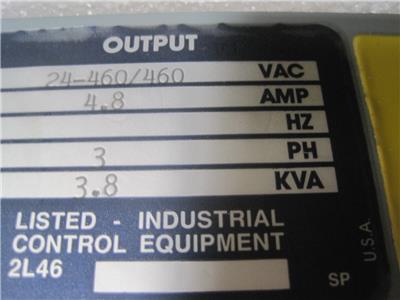 OUTPUT
24-460/460 VAC
4.8 AMP
HZ
3 PH
3.8 KVA
LISTED - INDUSTRIAL
CONTROL EQUIPMENT
2L46 SP
U.S.A.